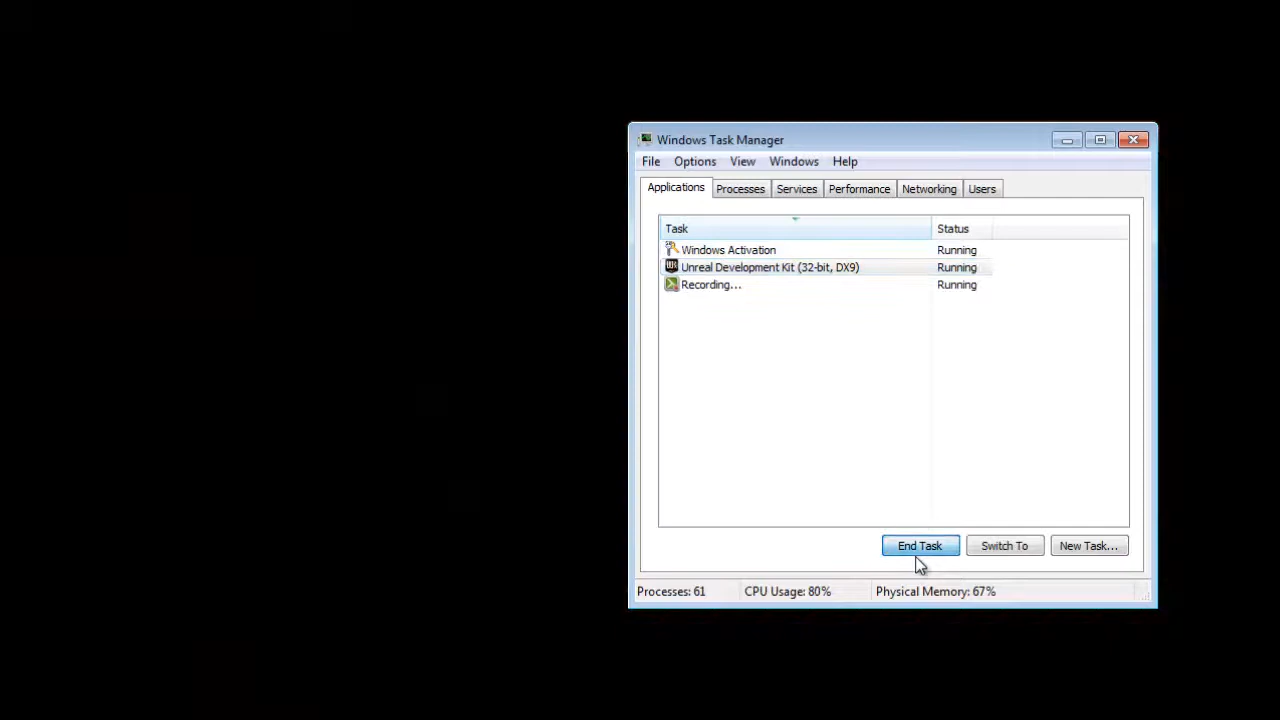 Windows Task Manager
File Options View Windows Help
Applications Processes Services Performance Networking Users
Task Status
Windows Activation Running
Unreal Development Kit (32-bit, DX9) Running
Recording... Running
End Task Switch To New Task...
Processes: 61 CPU Usage: 80% Physical Memory: 67%